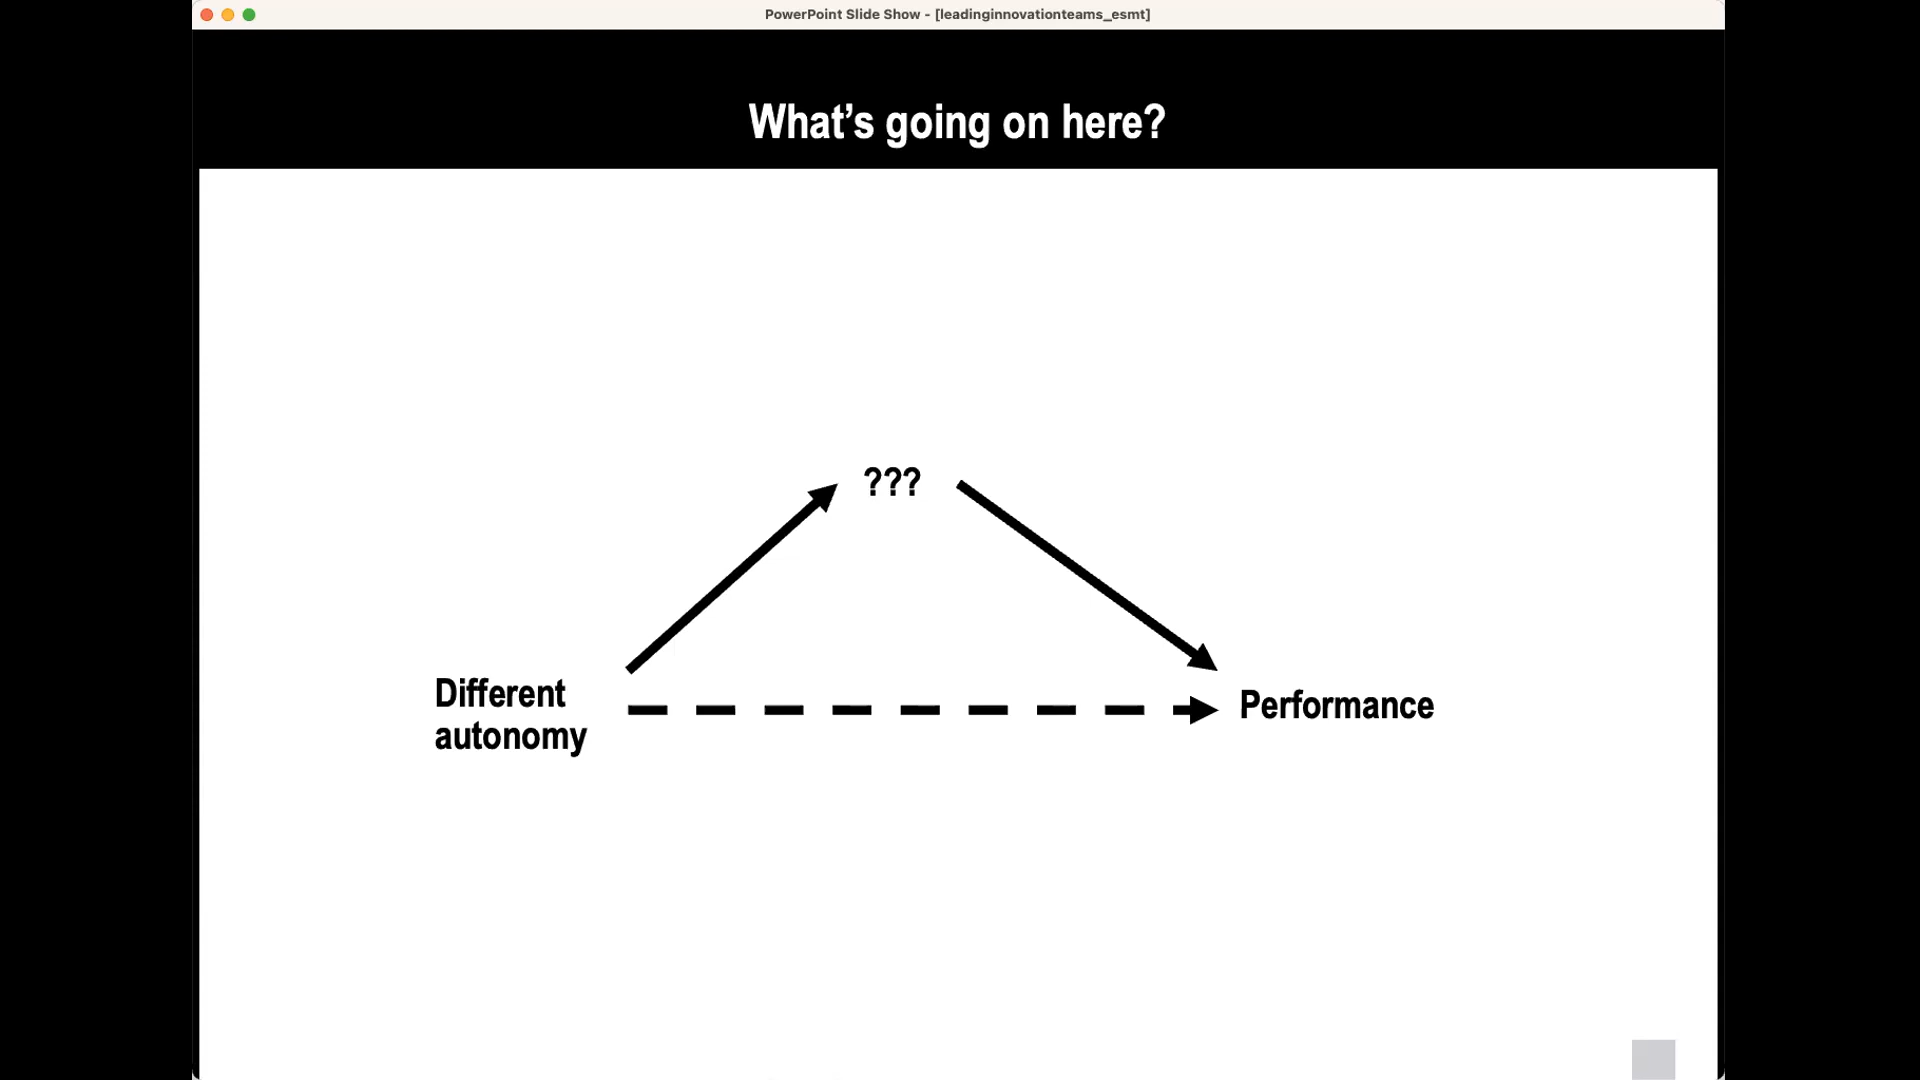 PowerPoint Slide Show - [leadinginnovationteams_esmt]
What’s going on here?
???
Different
autonomy
Performance